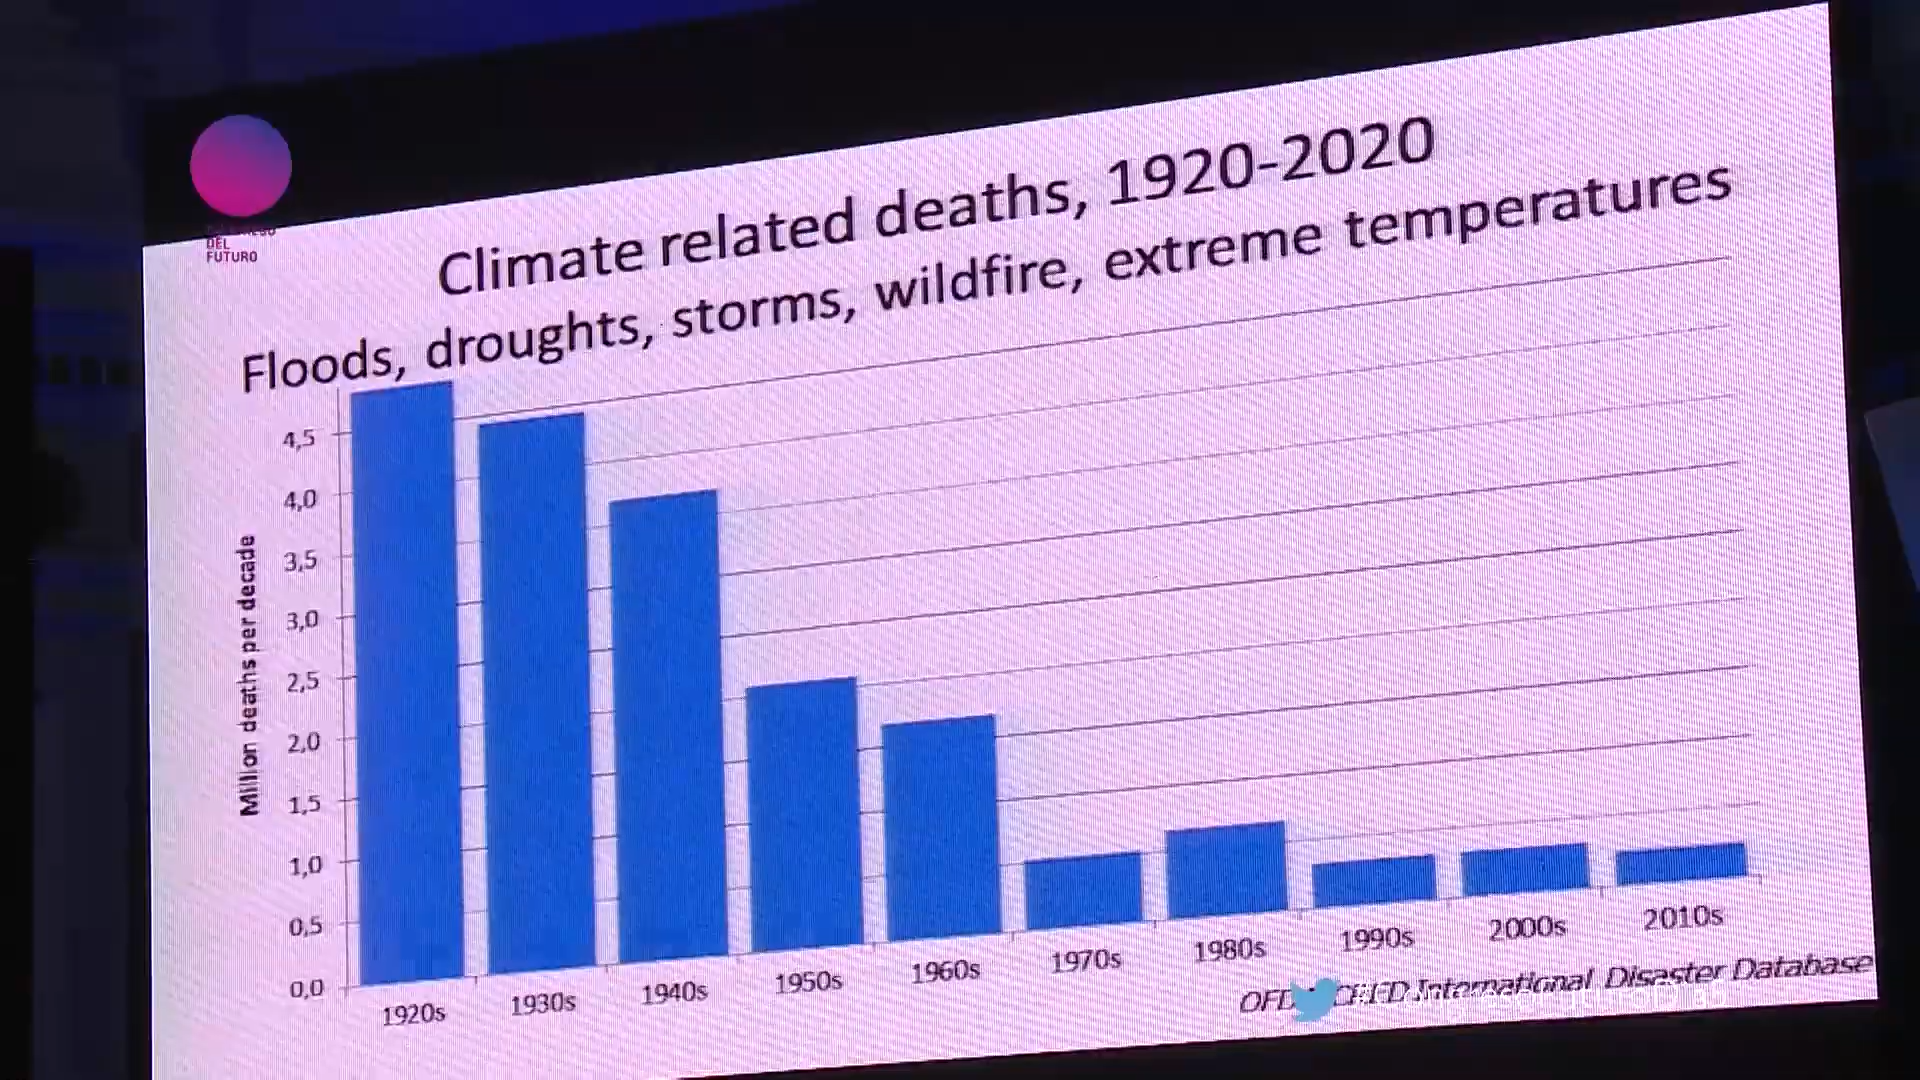 DEL
FUTURO
Climate related deaths, 1920-2020
Floods, droughts, storms, wildfire, extreme temperatures
Million deaths per decade
4,5
4,0
3,5
3,0
2,5
2,0
1,5
1,0
0,5
0,0
1920s
1930s
1940s
1950s
1960s
1970s
1980s
1990s
2000s
2010s
International Disaster Database